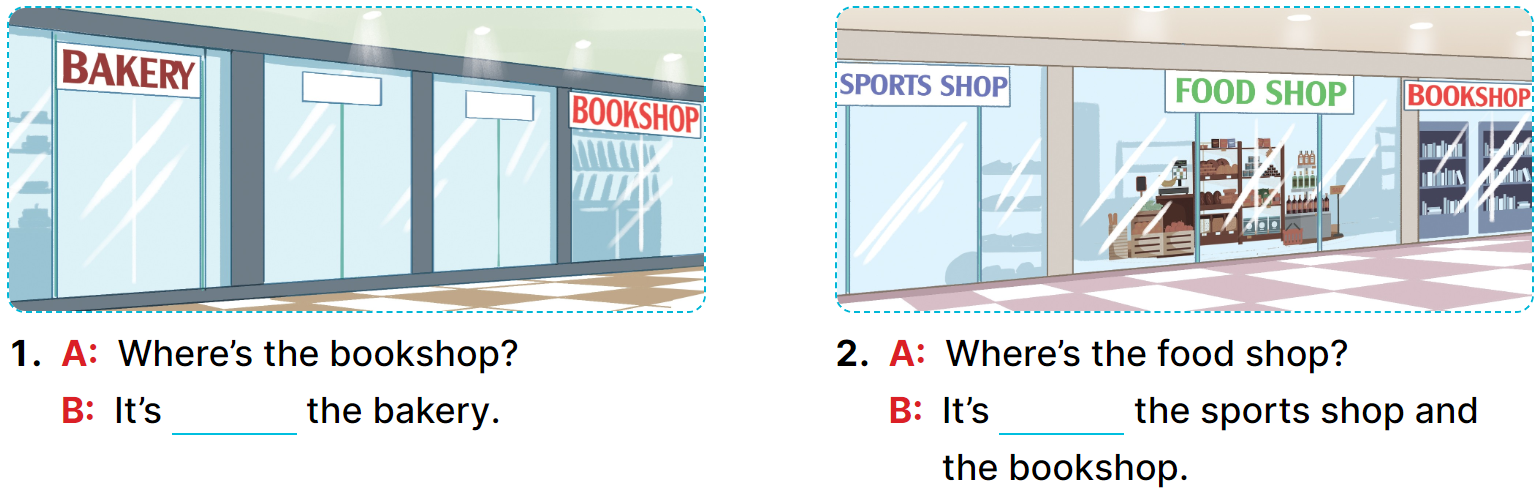 BAKERY
BOOKSHOP
1. A: Where's the bookshop?
B: It's ______ the bakery.
SPORTS SHOP
FOOD SHOP
BOOKSHOP
2. A: Where's the food shop?
B: It's ______ the sports shop and
the bookshop.